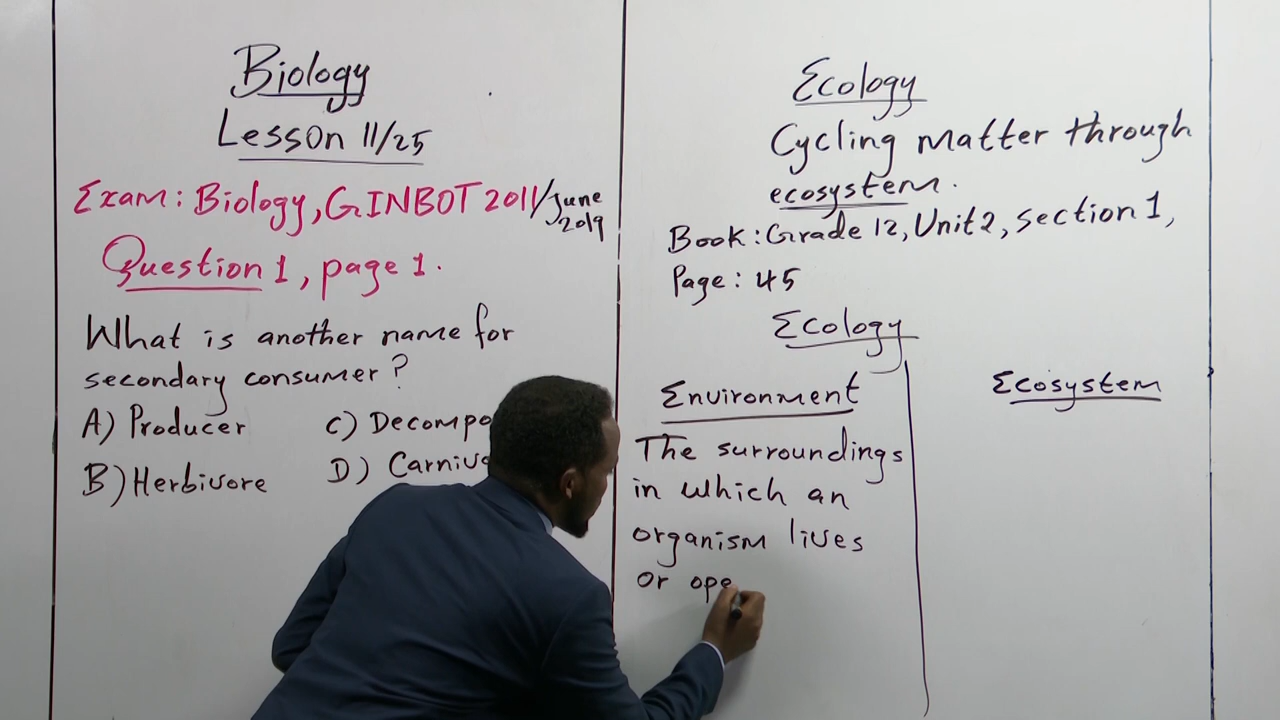 Biology
Lesson 11/25
Exam: Biology, GINBOT 2011/June 2019
Question 1, page 1.
What is another name for
secondary consumer?
A) Producer
C) Decompo
B) Herbivore
D) Carniv
Ecology
Cycling matter through
ecosystem.
Book: Grade 12, Unit 2, section 1,
Page: 45
Ecology
Environment
The surroundings
in which an
organism lives
or ope
Ecosystem